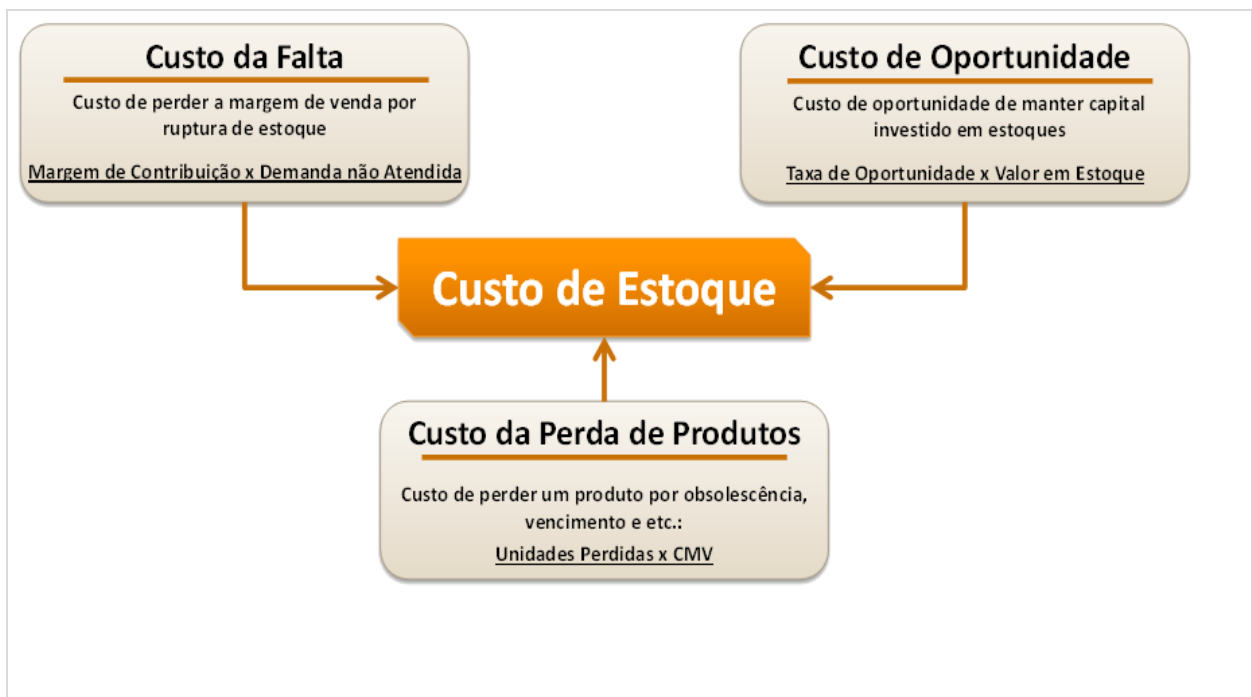 Custo da Falta
Custo de perder a margem de venda por
ruptura de estoque
Margem de Contribuição x Demanda não Atendida
Custo de Oportunidade
Custo de oportunidade de manter capital
investido em estoques
Taxa de Oportunidade x Valor em Estoque
Custo de Estoque
Custo da Perda de Produtos
Custo de perder um produto por obsolescência,
vencimento e etc.:
Unidades Perdidas x CMV